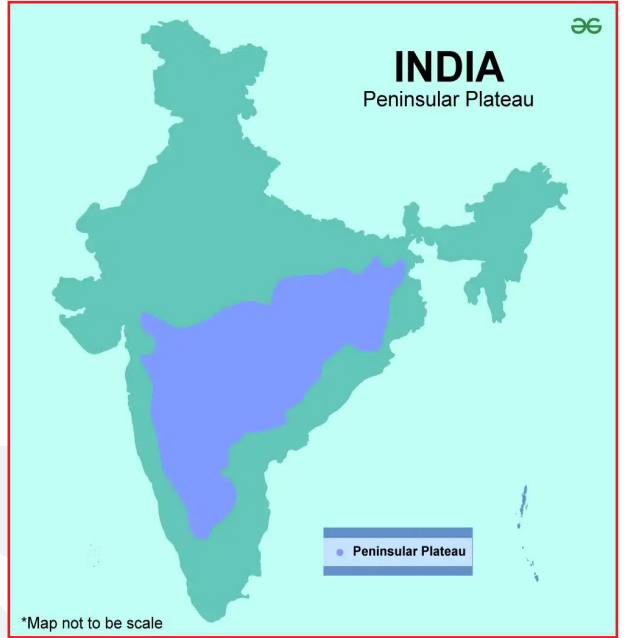 INDIA
Peninsular Plateau
Peninsular Plateau
*Map not to be scale